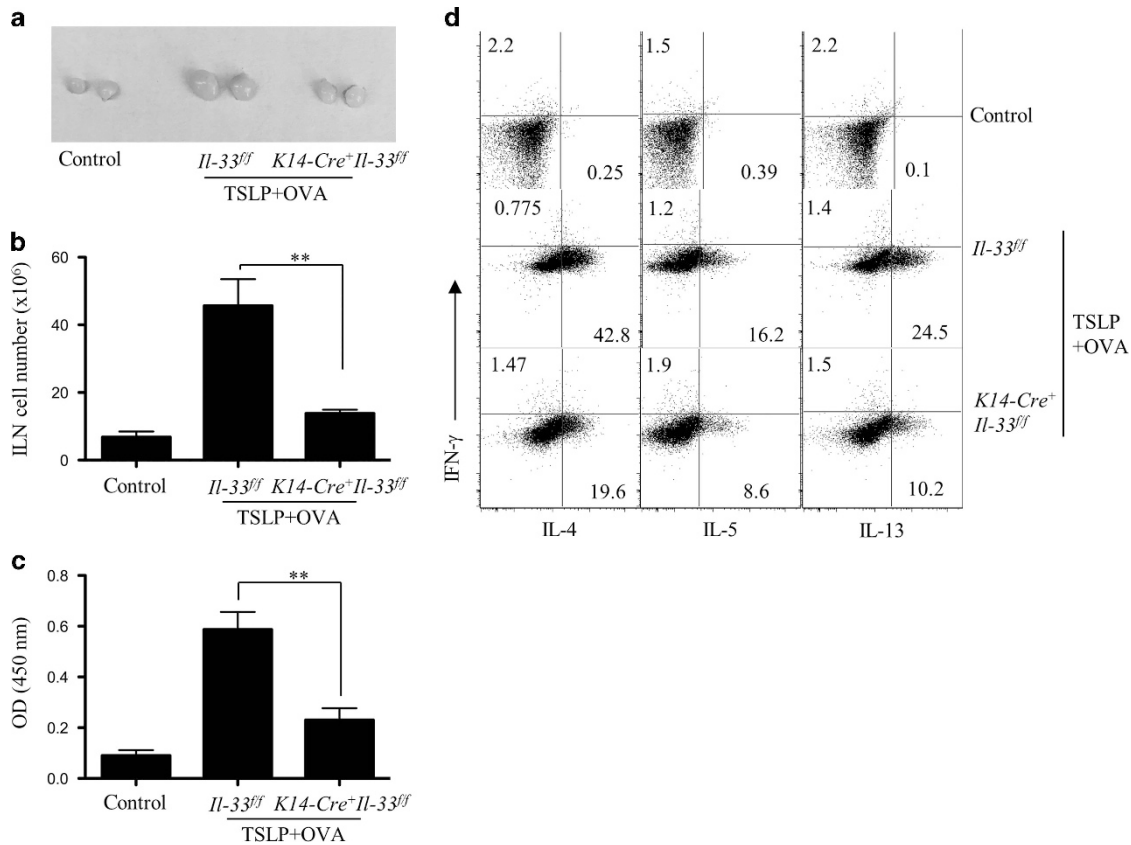 a
Control
Il-33f/f
K14-Cre+Il-33f/f
TSLP+OVA
b
ILN cell number (x10⁶)
60
40
20
0
**
Control
Il-33f/f
K14-Cre+Il-33f/f
TSLP+OVA
c
OD (450 nm)
0.8
0.6
0.4
0.2
0.0
**
Control
Il-33f/f
K14-Cre+Il-33f/f
TSLP+OVA
d
2.2
1.5
2.2
0.25
0.39
0.1
Control
0.775
1.2
1.4
42.8
16.2
24.5
Il-33f/f
1.47
1.9
1.5
19.6
8.6
10.2
K14-Cre+
Il-33f/f
TSLP
+OVA
IFN-γ
IL-4
IL-5
IL-13